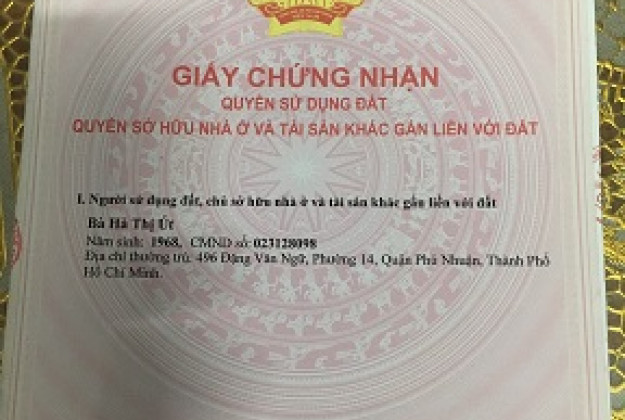 GIẤY CHỨNG NHẬN
QUYỀN SỬ DỤNG ĐẤT
QUYỀN SỞ HỮU NHÀ Ở VÀ TÀI SẢN KHÁC GẮN LIỀN VỚI ĐẤT
I. Người sử dụng đất, chủ sở hữu nhà ở và tài sản khác gắn liền với đất
Bà Hà Thị Út
Năm sinh: 1968, CMND số: 023128098
Địa chỉ thường trú: 496 Đặng Văn Ngữ, Phường 14, Quận Phú Nhuận, Thành Phố
Hồ Chí Minh.